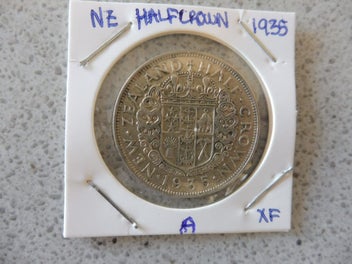 NZ HALFCROWN 1935
NEW · ZEALAND · HALF · CROWN
· 1935 ·
A XF